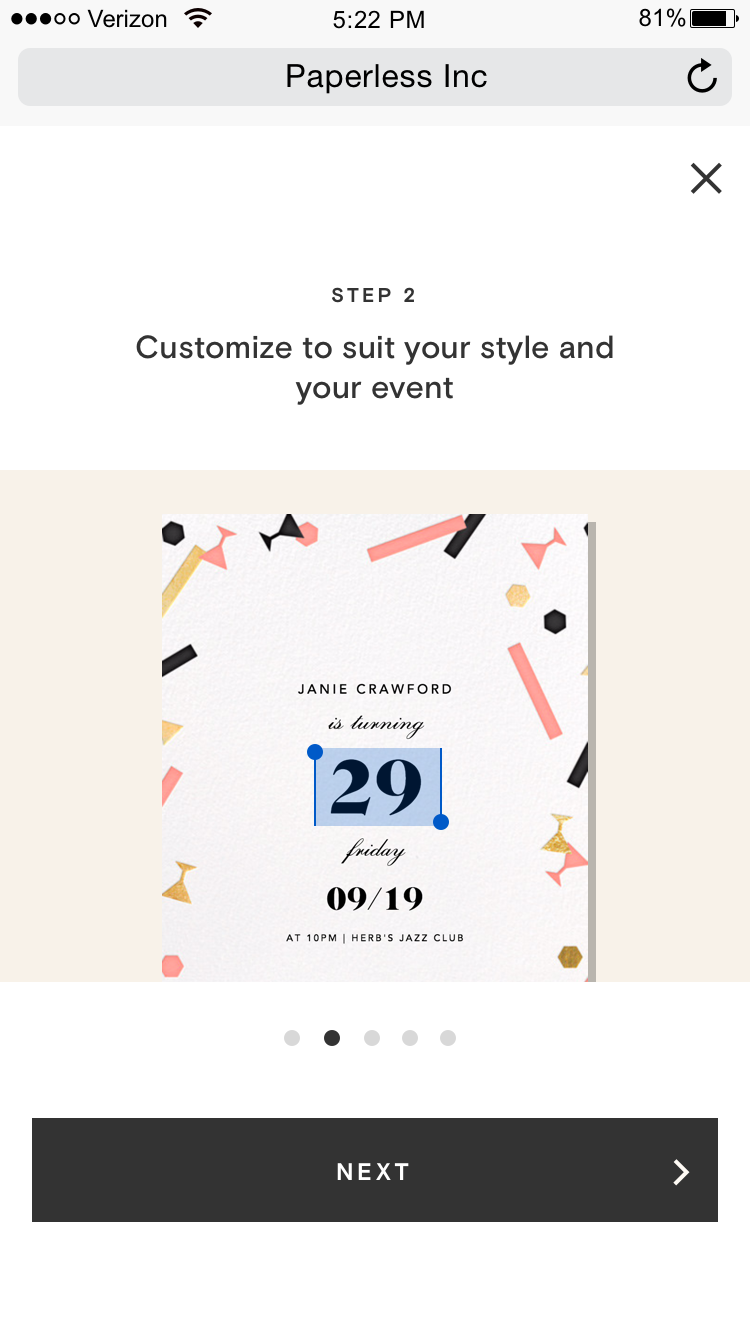 Verizon 5:22 PM 81%
Paperless Inc
STEP 2
Customize to suit your style and
your event
JANIE CRAWFORD
is turning
29
friday
09/19
AT 10PM | HERB'S JAZZ CLUB
NEXT